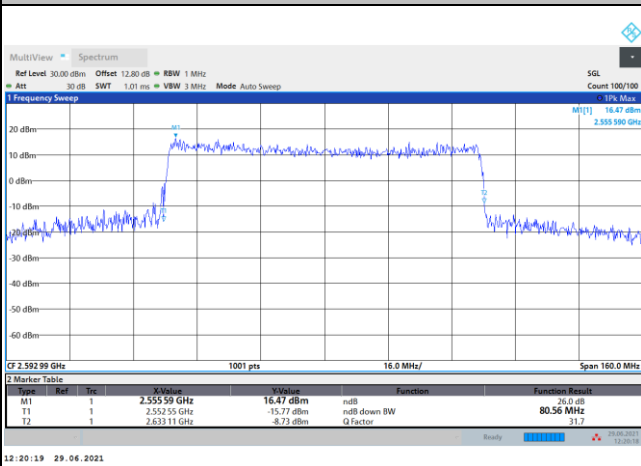 MultiView Spectrum
Ref Level 30.00 dBm Offset 12.80 dB RBW 1 MHz SGL
Att 30 dB SWT 1.01 ms VBW 3 MHz Mode Auto Sweep Count 100/100
1 Frequency Sweep 1Pk Max
M1[1] 16.47 dBm
2.555 590 GHz
M1
20 dBm
10 dBm
0 dBm
-10 dBm
T2
-20 dBm
-30 dBm
-40 dBm
-50 dBm
-60 dBm
CF 2.592 99 GHz 1001 pts 16.0 MHz/ Span 160.0 MHz
2 Marker Table
Type Ref Trc X-Value Y-Value Function Function Result
M1 1 2.555 59 GHz 16.47 dBm ndB 26.0 dB
T1 1 2.552 55 GHz -15.77 dBm ndB down BW 80.56 MHz
T2 1 2.633 11 GHz -8.73 dBm Q Factor 31.7
Ready 29.06.2021
12:20:18
12:20:19 29.06.2021